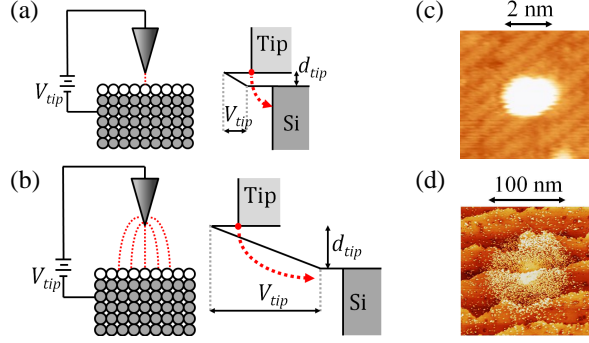 (a)
V_tip
Tip
d_tip
V_tip
Si
(b)
V_tip
Tip
d_tip
V_tip
Si
(c)
2 nm
(d)
100 nm